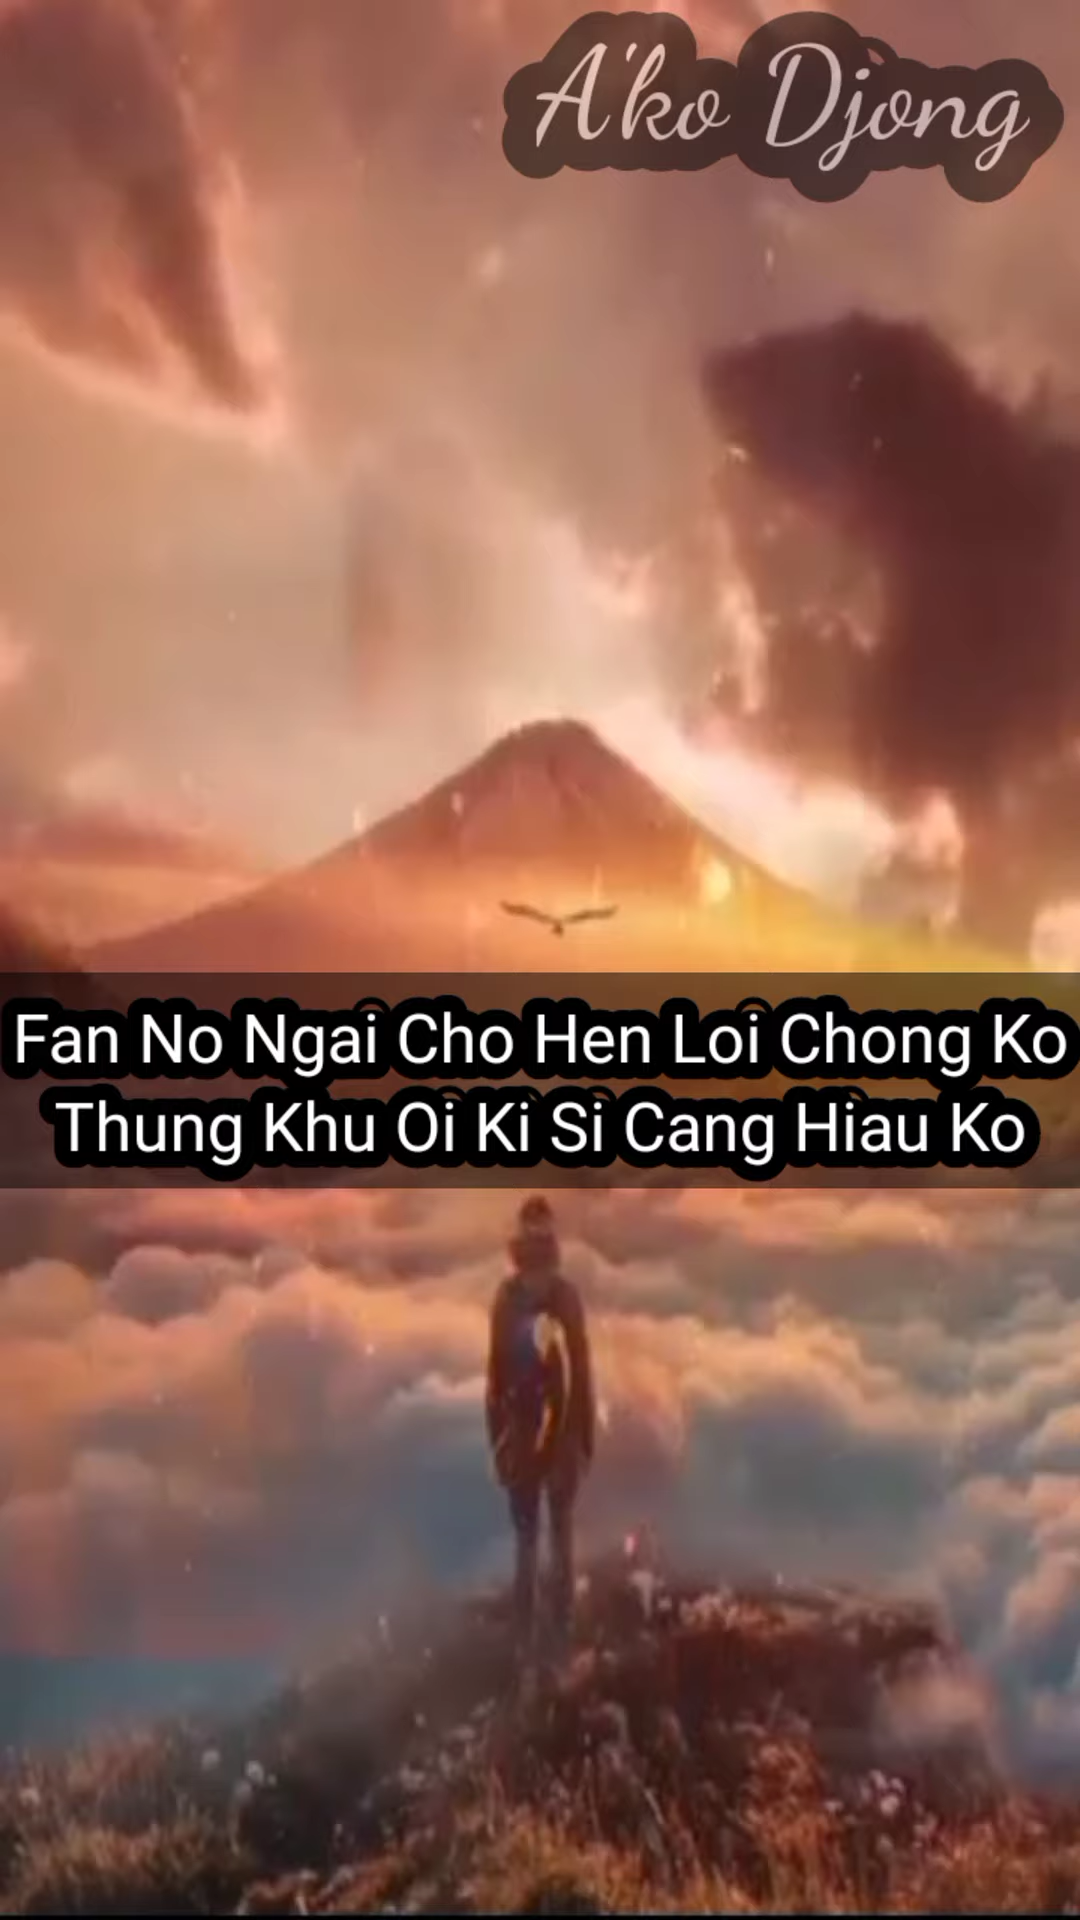 A'ko Djong
Fan No Ngai Cho Hen Loi Chong Ko
Thung Khu Oi Ki Si Cang Hiau Ko